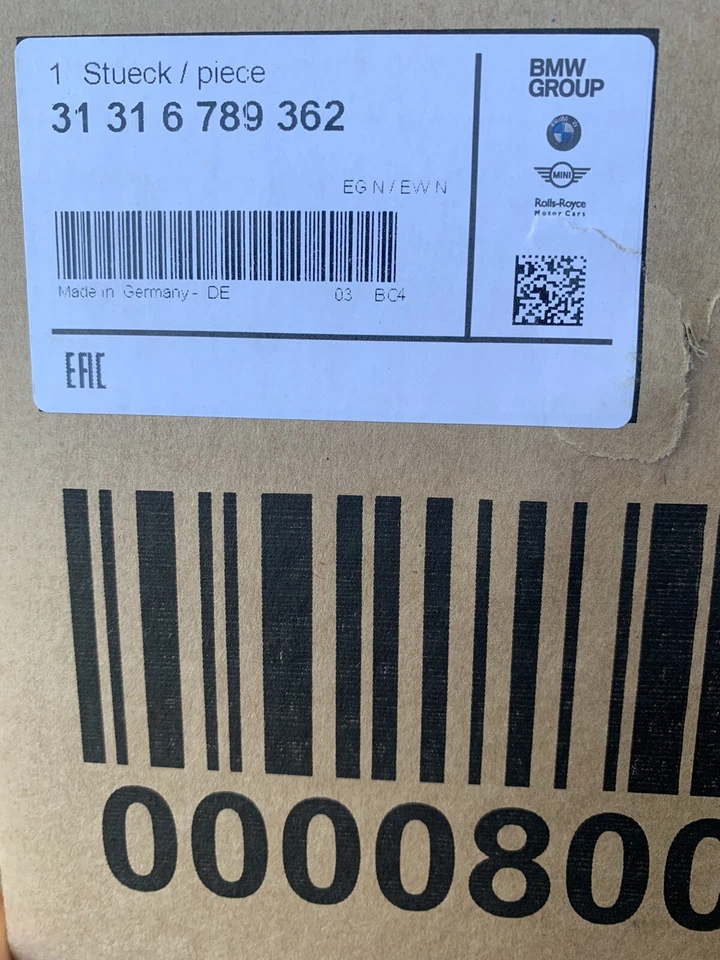 1 Stueck / piece
31 31 6 789 362
EG N / EW N
Made in Germany - DE 03 BC4
BMW
GROUP
MINI
Rolls-Royce
Motor Cars
EAC
0000800